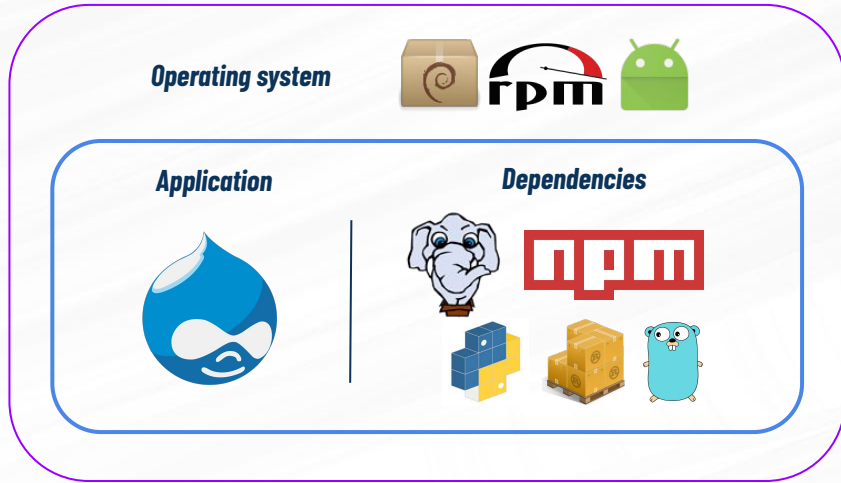 Operating system
rpm
Application
Dependencies
npm